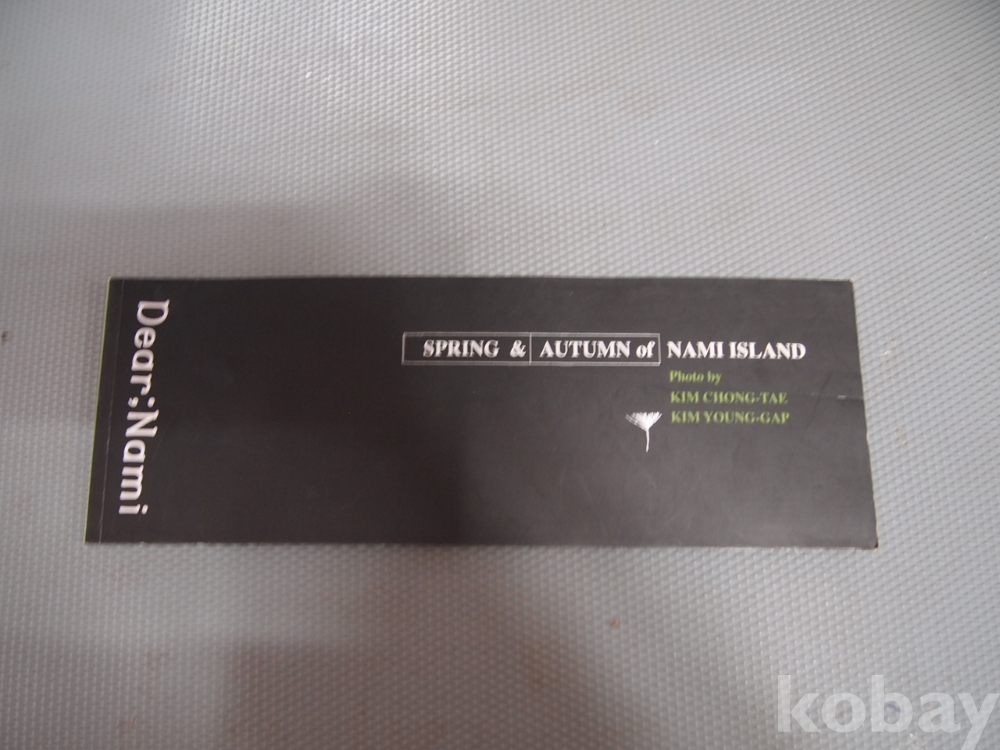 Dear;Nami
SPRING & AUTUMN of NAMI ISLAND
Photo by
KIM CHONG-TAE
KIM YOUNG-GAP
kobay